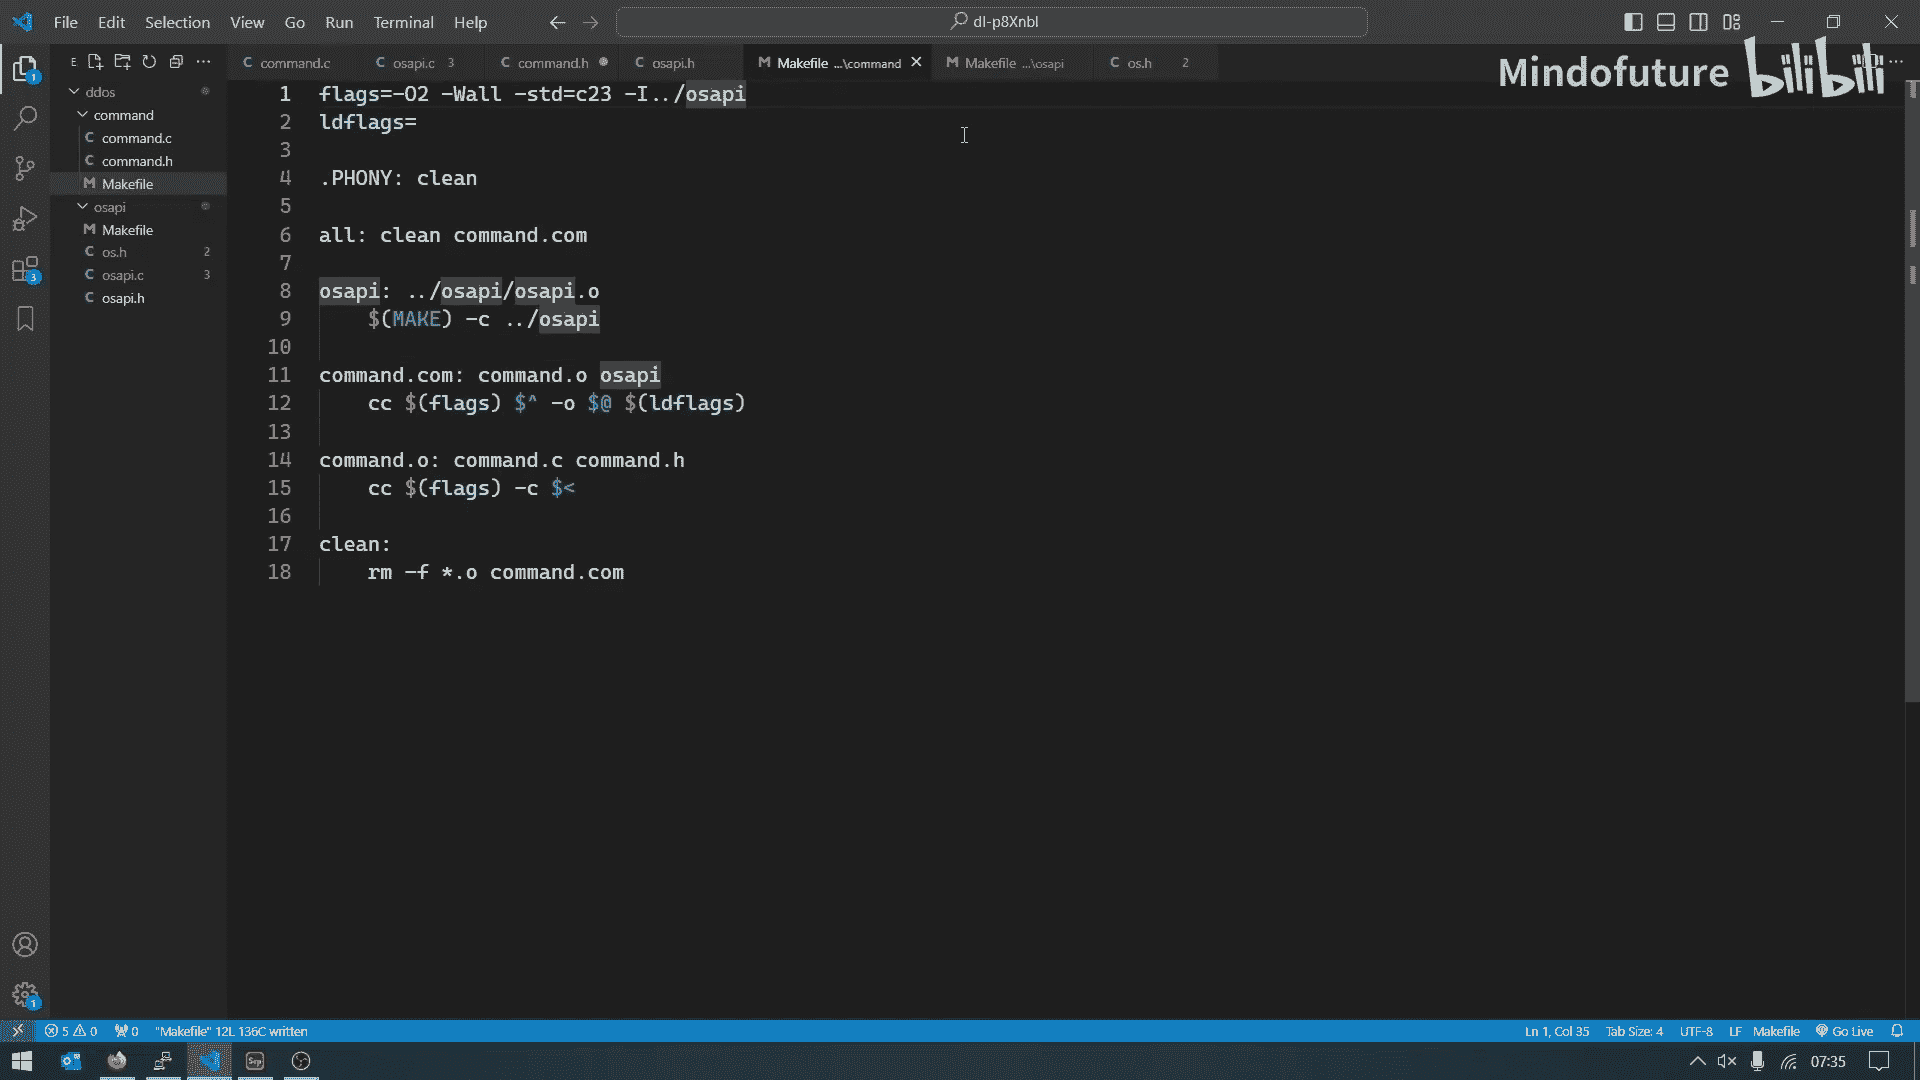 File Edit Selection View Go Run Terminal Help
dl-p8Xnbl
E
command.c
osapi.c 3
command.h
osapi.h
Makefile ...\command
Makefile ...\osapi
os.h 2
Mindofuture bilibili
ddos
command
command.c
command.h
Makefile
osapi
Makefile
os.h 2
osapi.c 3
osapi.h
1 flags=-O2 -Wall -std=c23 -I../osapi
2 ldflags=
3
4 .PHONY: clean
5
6 all: clean command.com
7
8 osapi: ../osapi/osapi.o
9 $(MAKE) -c ../osapi
10
11 command.com: command.o osapi
12 cc $(flags) $^ -o $@ $(ldflags)
13
14 command.o: command.c command.h
15 cc $(flags) -c $<
16
17 clean:
18 rm -f *.o command.com
1
3
1
5 0 0 "Makefile" 12L 136C written
Ln 1, Col 35 Tab Size: 4 UTF-8 LF Makefile Go Live
07:35